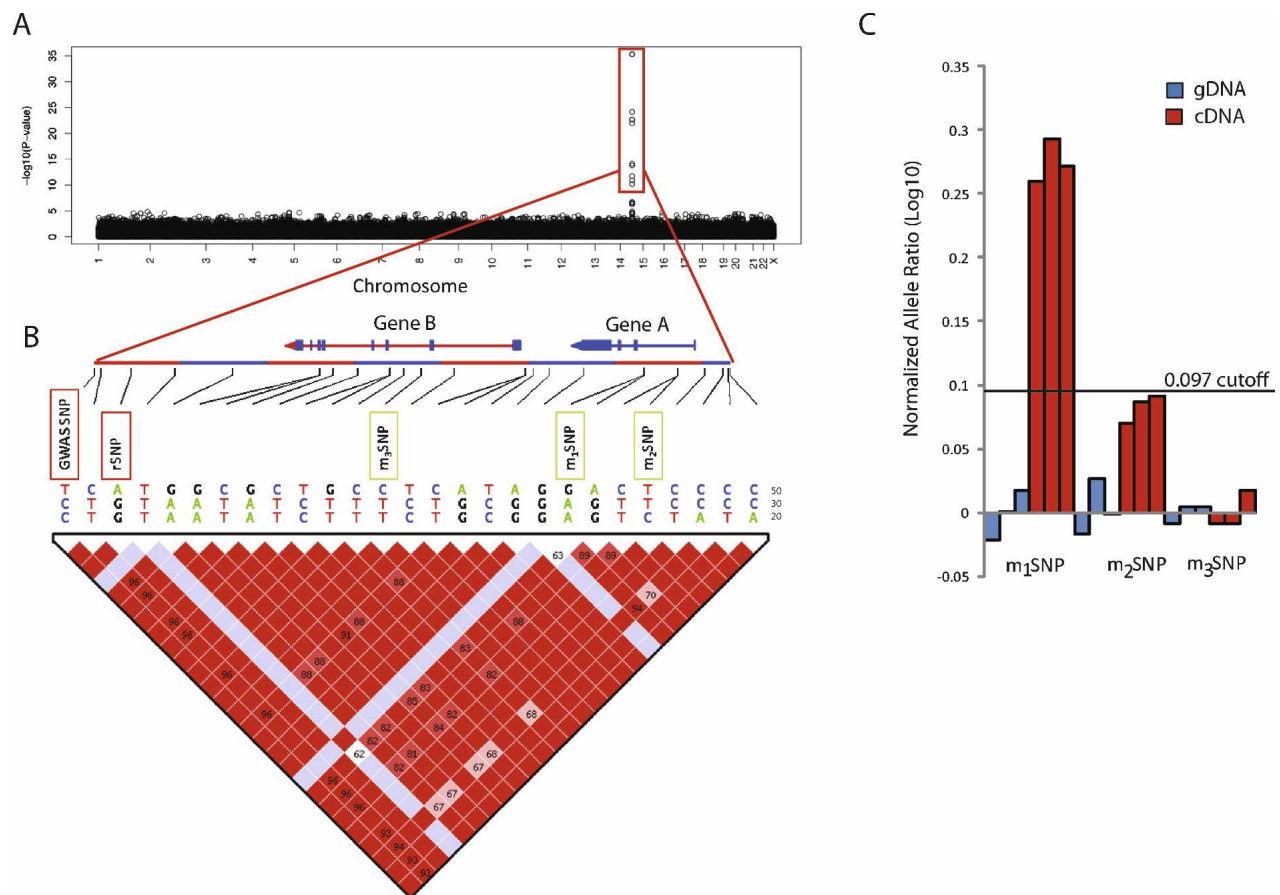 A
−log10(P−value)
35
30
25
20
15
10
5
0
1 2 3 4 5 6 7 8 9 10 11 12 13 14 15 16 17 18 19 20 21 22 X
Chromosome
B
Gene B
Gene A
GWAS SNP
rSNP
m3SNP
m1SNP
m2SNP
T C A T G G C G C T G C C T C A T A G G A C T C C C C 50
30
20
63 89 89
96 88 70
96 94
96 91 88 88
96 88 83
96 88 83 82
96 85 82 68
96 82 82 84
62 81 68
96 82 67
96 67
96 67
93
94
93
93
C
Normalized Allele Ratio (Log10)
0.35
0.3
0.25
0.2
0.15
0.1
0.05
0
-0.05
gDNA
cDNA
0.097 cutoff
m1SNP
m2SNP
m3SNP